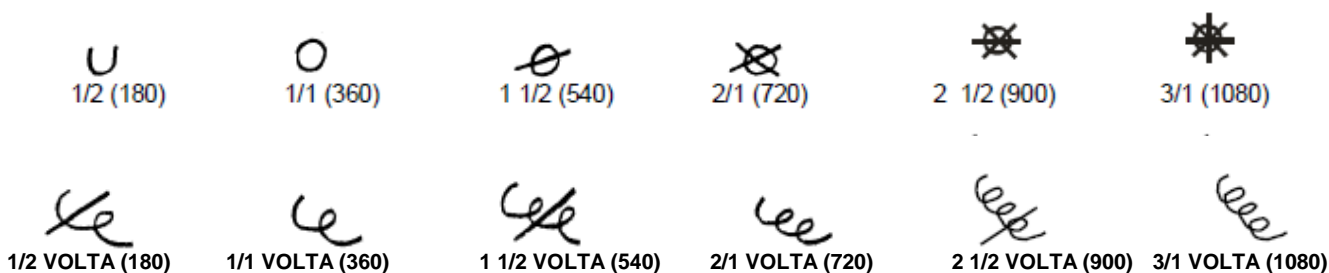 1/2 (180) 1/1 (360) 1 1/2 (540) 2/1 (720) 2 1/2 (900) 3/1 (1080)
1/2 VOLTA (180) 1/1 VOLTA (360) 1 1/2 VOLTA (540) 2/1 VOLTA (720) 2 1/2 VOLTA (900) 3/1 VOLTA (1080)